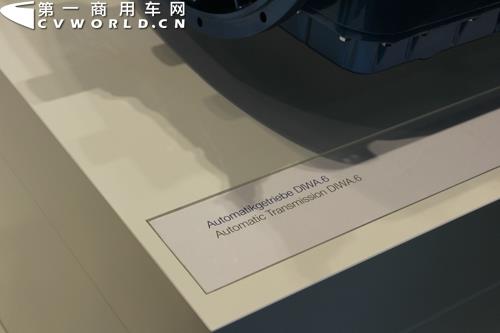 第一商用车网
CVWORLD.CN
Automatikgetriebe DIWA.6
Automatic Transmission DIWA.6